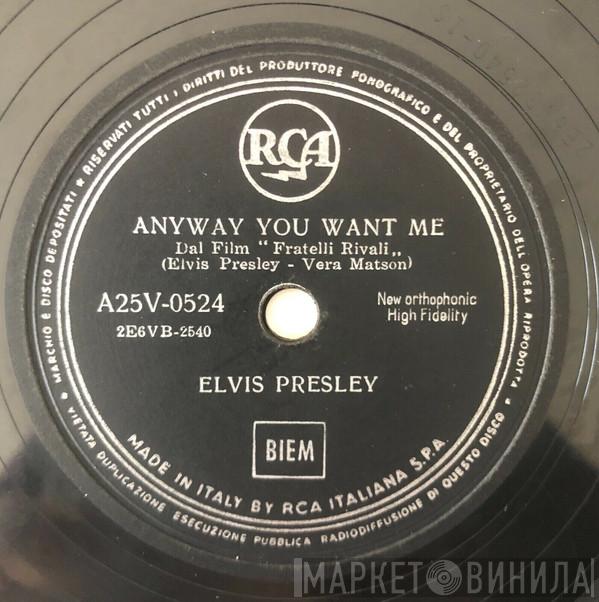 ★ RISERVATI TUTTI I DIRITTI DEL PRODUTTORE FONOGRAFICO E DEL PROPRIETARIO DELL'OPERA RIPRODOTTA ★
MARCHIO E DISCO DEPOSITATI
RCA
ANYWAY YOU WANT ME
Dal Film "Fratelli Rivali„
(Elvis Presley - Vera Matson)
A25V-0524
2E6VB-2540
New orthophonic
High Fidelity
ELVIS PRESLEY
BIEM
MADE IN ITALY BY RCA ITALIANA S.P.A.
VIETATA DUPLICAZIONE ESECUZIONE PUBBLICA RADIODIFFUSIONE DI QUESTO DISCO
МАРКЕТ ВИНИЛА